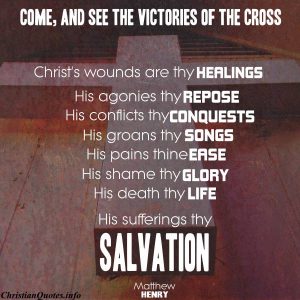 COME, AND SEE THE VICTORIES OF THE CROSS
Christ's wounds are thy HEALINGS
His agonies thy REPOSE
His conflicts thy CONQUESTS
His groans thy SONGS
His pains thine EASE
His shame thy GLORY
His death thy LIFE
His sufferings thy
SALVATION
Matthew
HENRY
ChristianQuotes.info